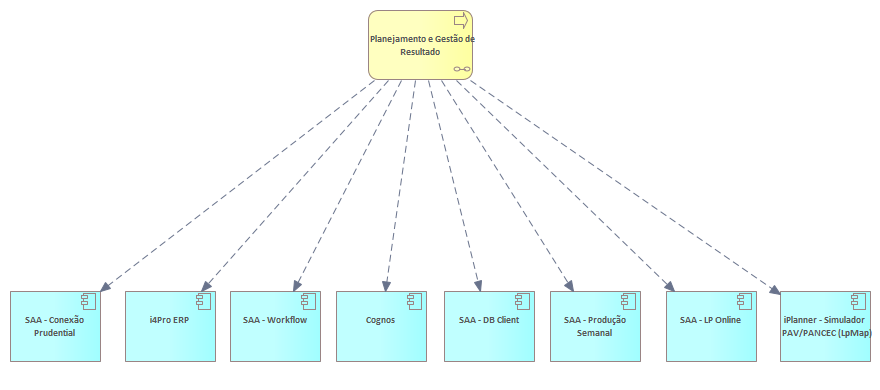 Planejamento e Gestão de
Resultado
SAA - Conexão
Prudential
i4Pro ERP
SAA - Workflow
Cognos
SAA - DB Client
SAA - Produção
Semanal
SAA - LP Online
iPlanner - Simulador
PAV/PANCEC (LpMap)